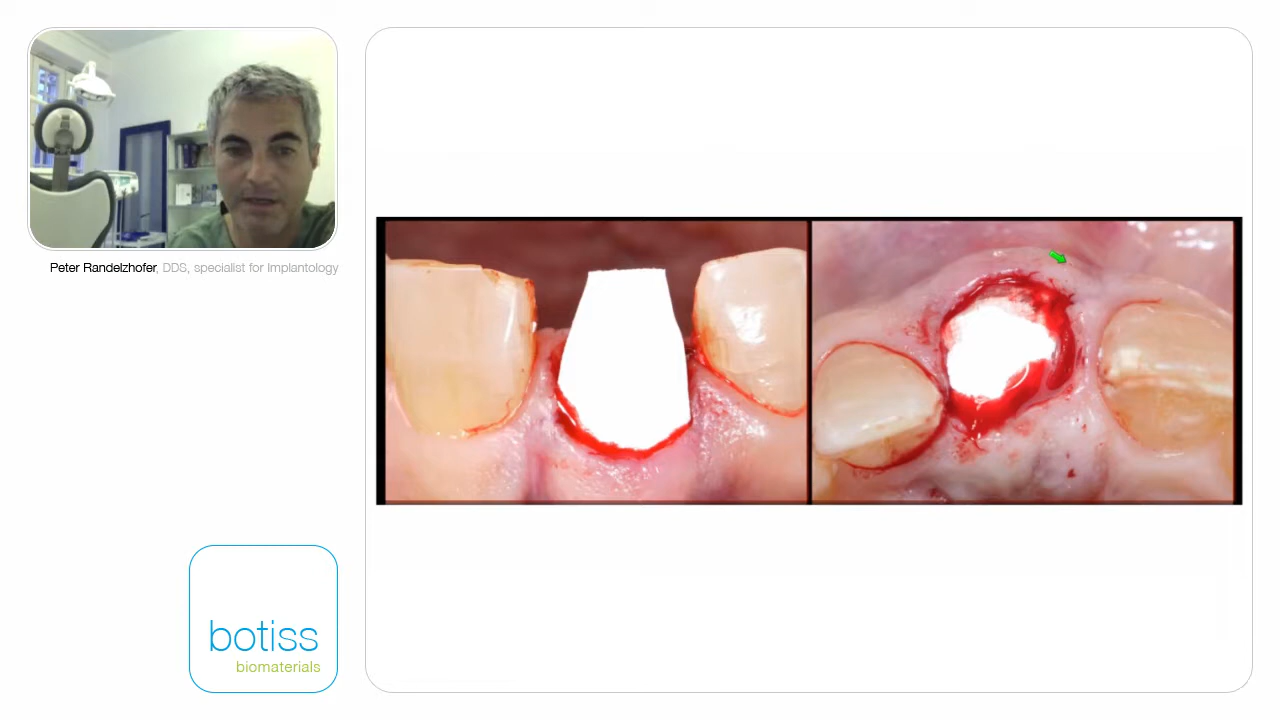 Peter Randelzhofer, DDS, specialist for Implantology
botiss
biomaterials